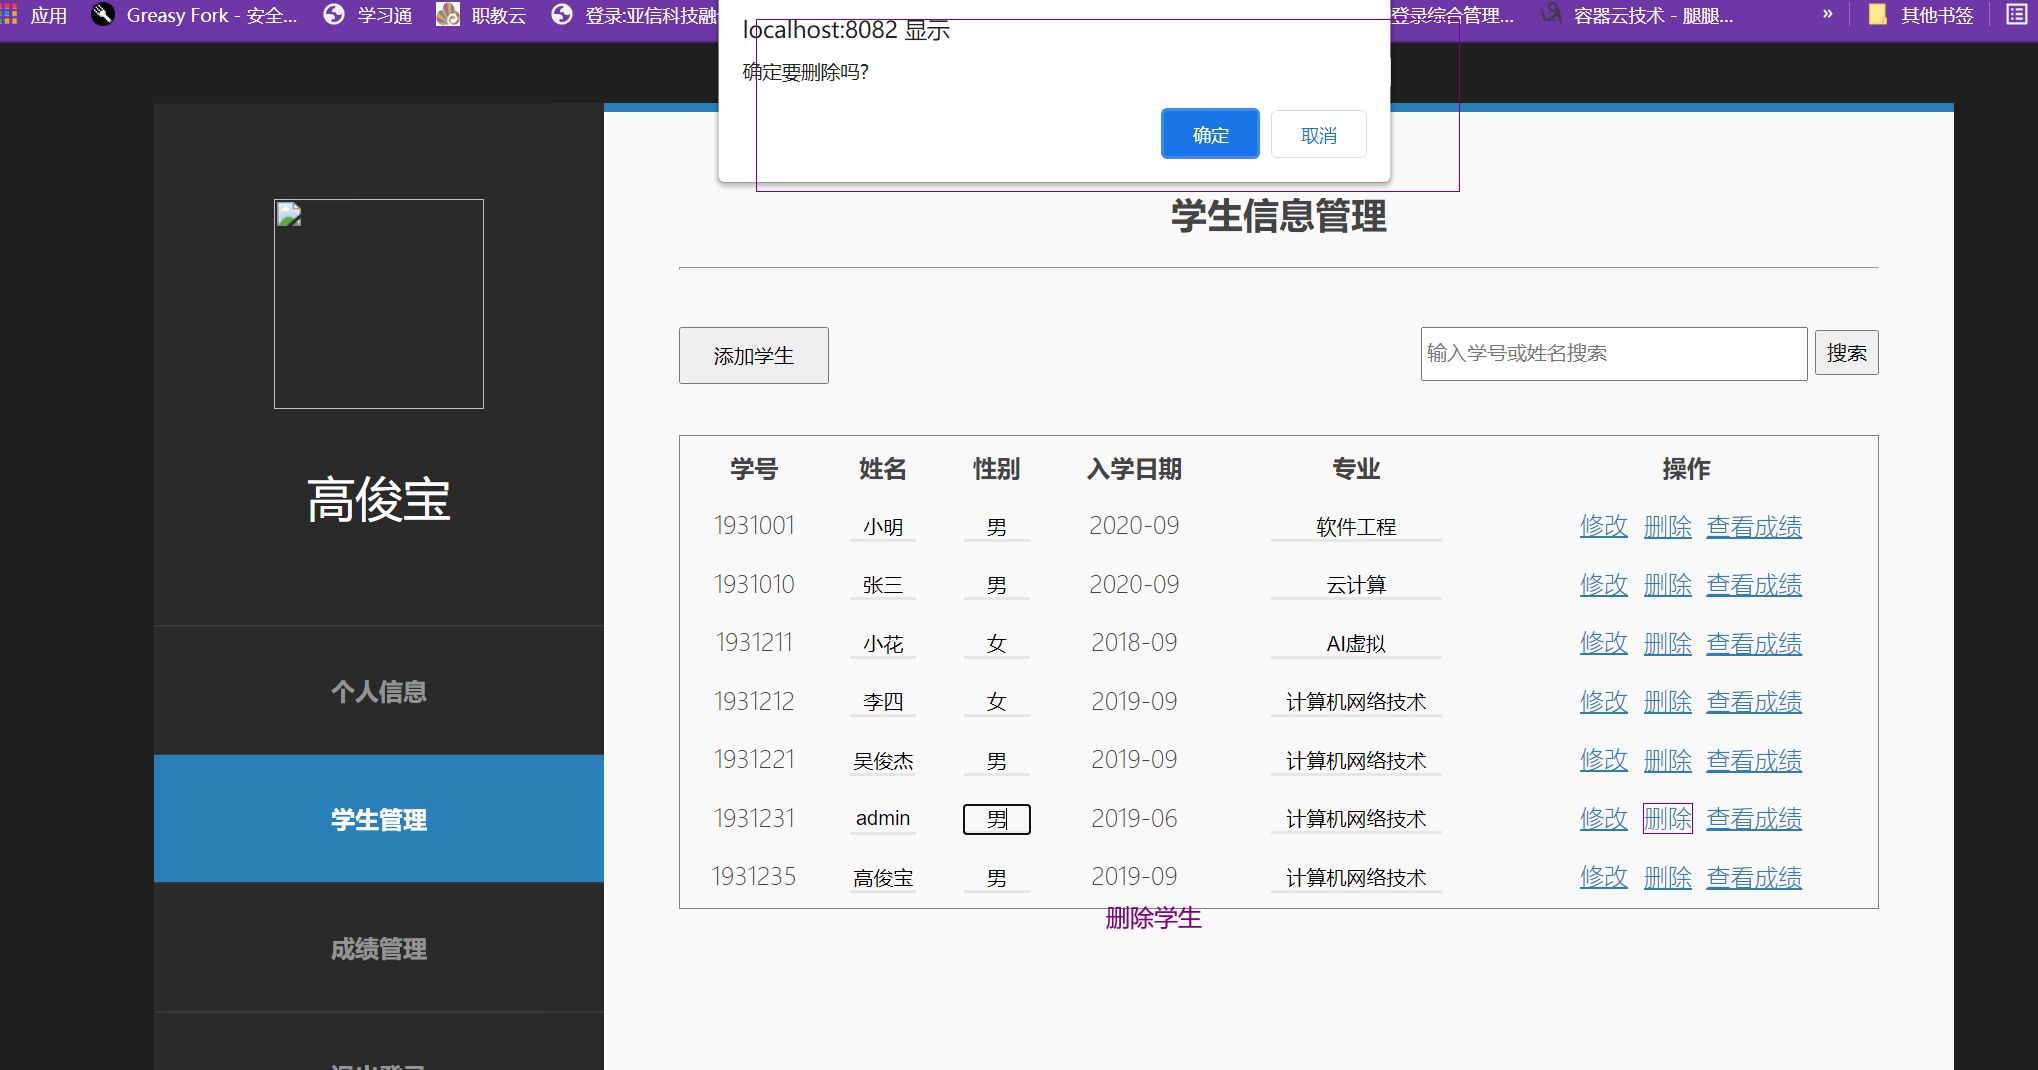 应用 Greasy Fork - 安全... 学习通 职教云 登录:亚信科技融 登录综合管理... 容器云技术 - 腿腿... » 其他书签
localhost:8082 显示
确定要删除吗?
确定 取消
学生信息管理
添加学生 输入学号或姓名搜索 搜索
高俊宝
个人信息
学生管理
成绩管理
学号 姓名 性别 入学日期 专业 操作
1931001 小明 男 2020-09 软件工程 修改 删除 查看成绩
1931010 张三 男 2020-09 云计算 修改 删除 查看成绩
1931211 小花 女 2018-09 AI虚拟 修改 删除 查看成绩
1931212 李四 女 2019-09 计算机网络技术 修改 删除 查看成绩
1931221 吴俊杰 男 2019-09 计算机网络技术 修改 删除 查看成绩
1931231 admin 男 2019-06 计算机网络技术 修改 删除 查看成绩
1931235 高俊宝 男 2019-09 计算机网络技术 修改 删除 查看成绩
删除学生